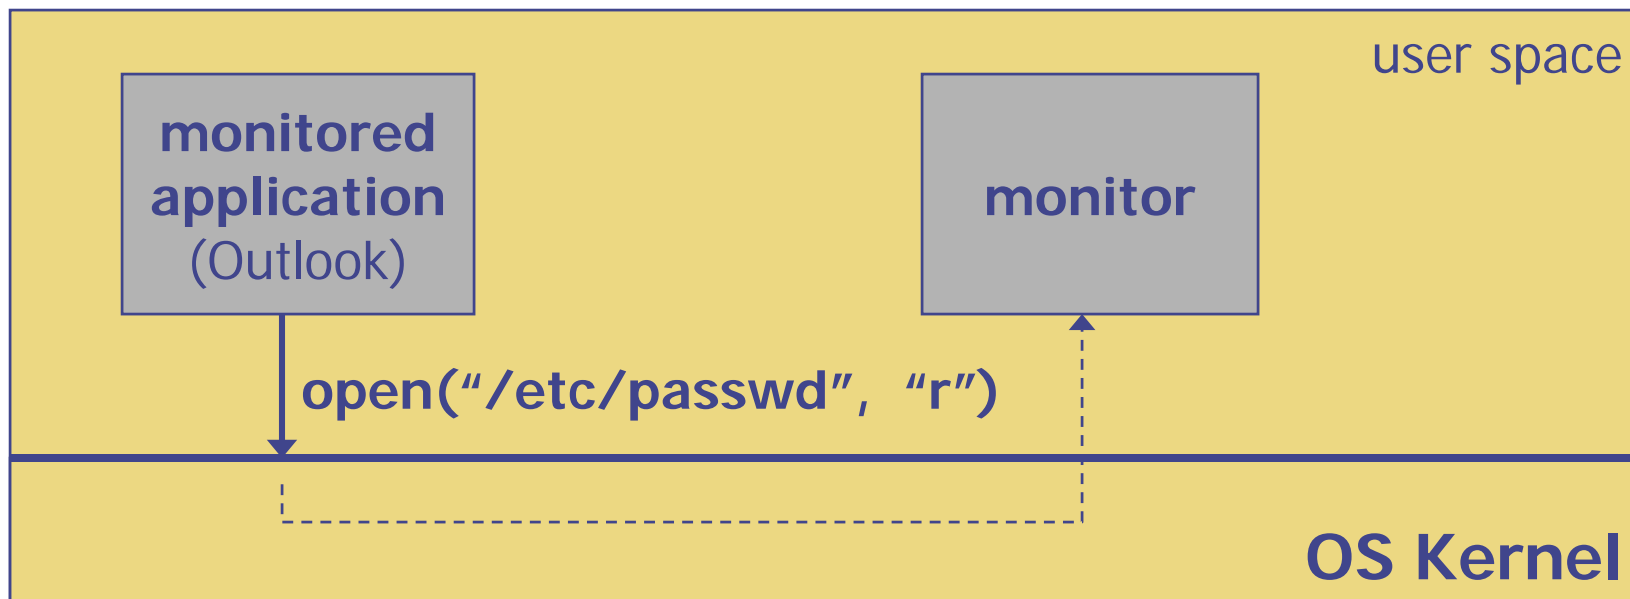 user space
monitored
application
(Outlook)
monitor
open(“/etc/passwd”, “r”)
OS Kernel